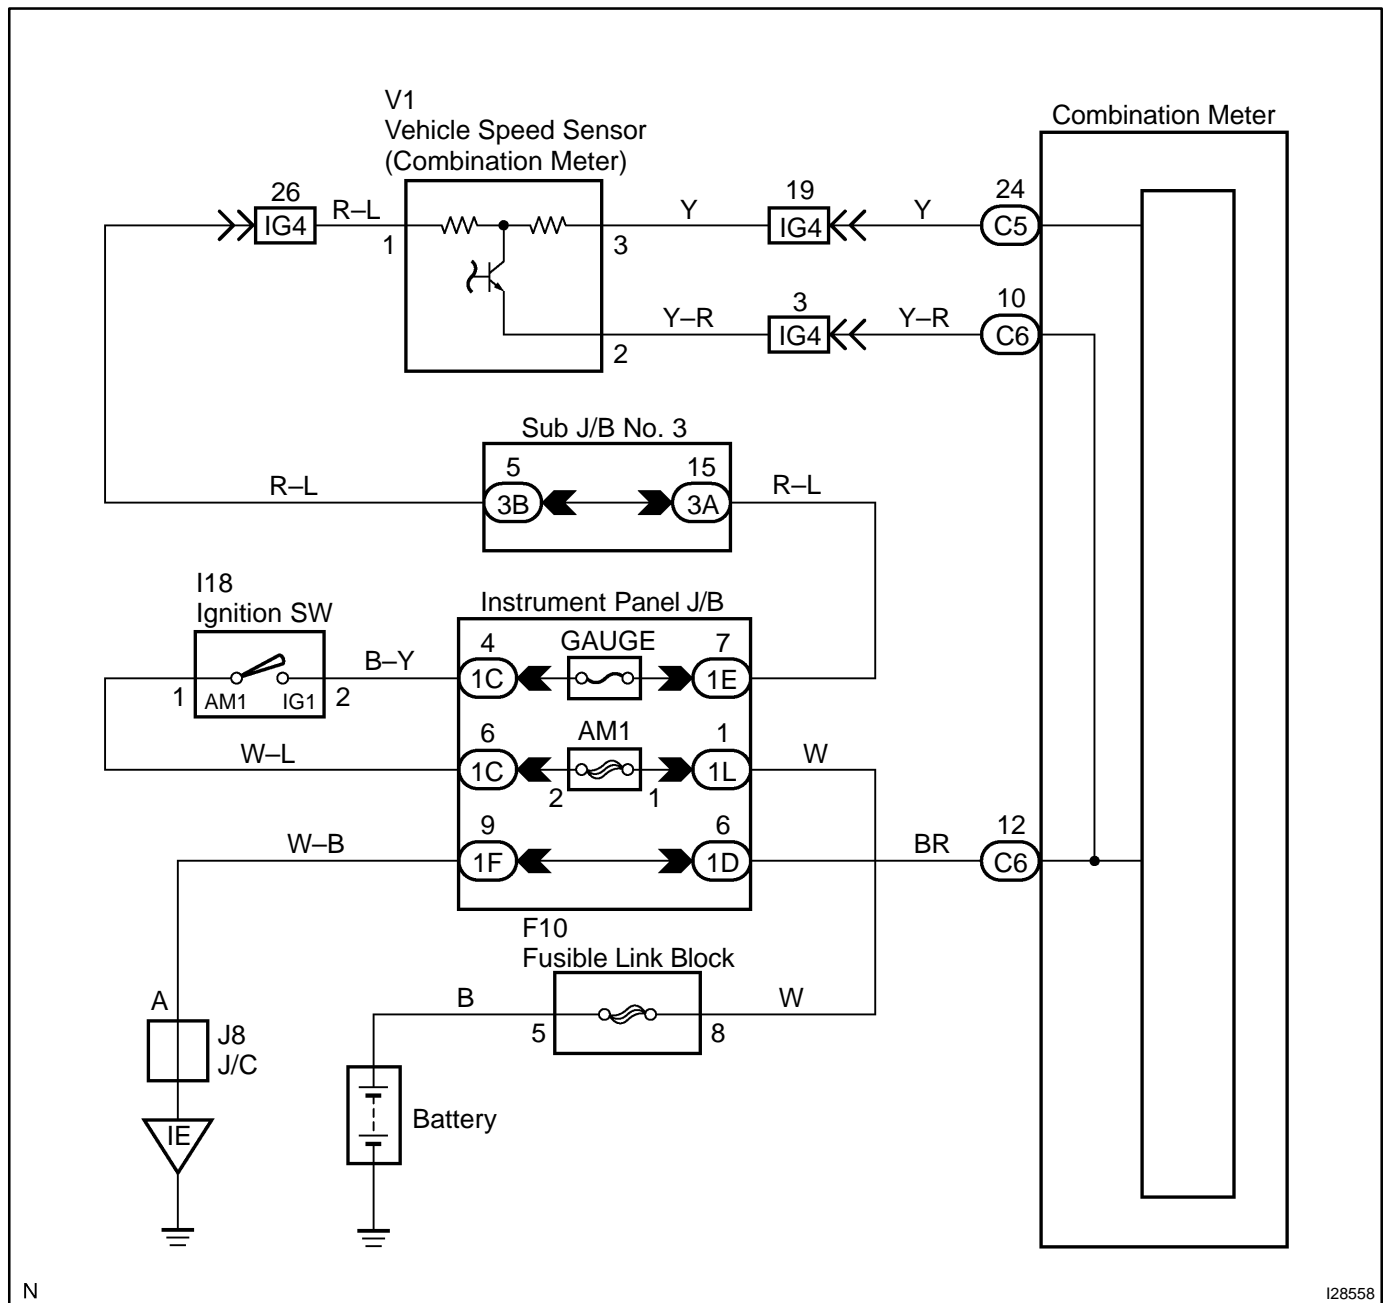 V1
Vehicle Speed Sensor
(Combination Meter)
Combination Meter
26
IG4
R–L
1
3
Y
19
IG4
Y
24
C5
2
Y–R
3
IG4
Y–R
10
C6
Sub J/B No. 3
R–L
5
3B
15
3A
R–L
I18
Ignition SW
1
AM1
IG1
2
B–Y
Instrument Panel J/B
4
1C
GAUGE
7
1E
W–L
6
1C
AM1
2
1
1
1L
W
W–B
9
1F
6
1D
BR
12
C6
F10
Fusible Link Block
B
5
8
W
A
J8
J/C
IE
Battery
N
I28558